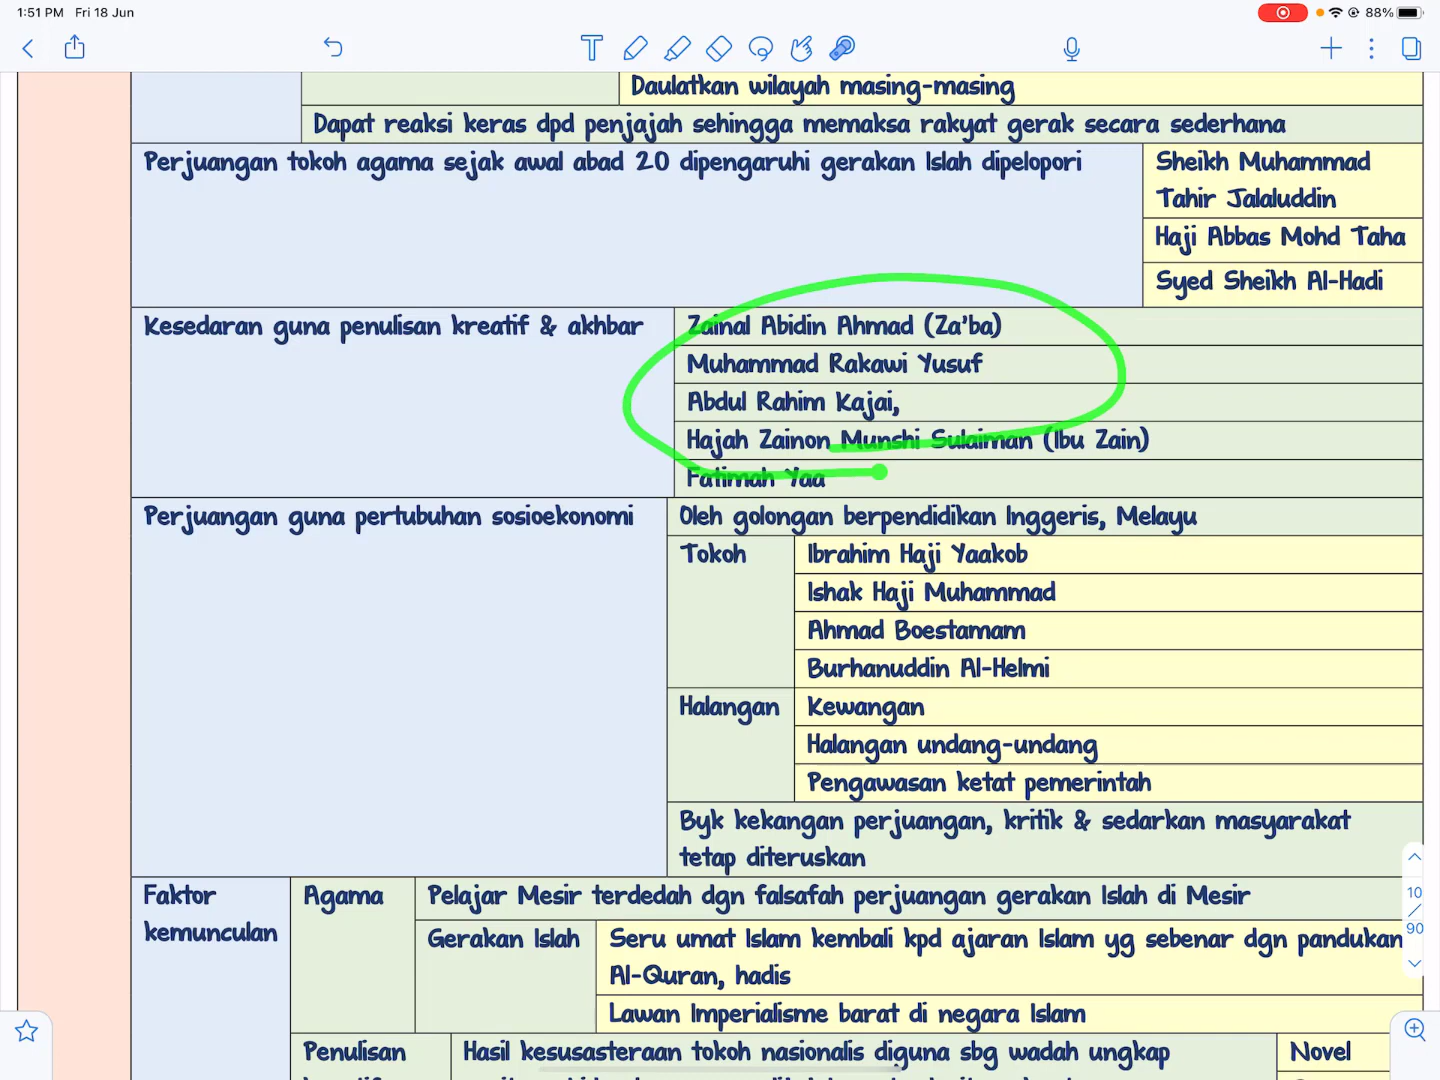 1:51 PM Fri 18 Jun
88%
Daulatkan wilayah masing-masing
Dapat reaksi keras dpd penjajah sehingga memaksa rakyat gerak secara sederhana
Perjuangan tokoh agama sejak awal abad 20 dipengaruhi gerakan Islah dipelopori
Sheikh Muhammad
Tahir Jalaluddin
Haji Abbas Mohd Taha
Syed Sheikh Al-Hadi
Kesedaran guna penulisan kreatif & akhbar
Zainal Abidin Ahmad (Za'ba)
Muhammad Rakawi Yusuf
Abdul Rahim Kajai,
Hajah Zainon Munshi Sulaiman (Ibu Zain)
Fatimah Yaa
Perjuangan guna pertubuhan sosioekonomi
Oleh golongan berpendidikan Inggeris, Melayu
Tokoh
Ibrahim Haji Yaakob
Ishak Haji Muhammad
Ahmad Boestamam
Burhanuddin Al-Helmi
Halangan
Kewangan
Halangan undang-undang
Pengawasan ketat pemerintah
Byk kekangan perjuangan, kritik & sedarkan masyarakat
tetap diteruskan
Faktor
kemunculan
Agama
Pelajar Mesir terdedah dgn falsafah perjuangan gerakan Islah di Mesir
Gerakan Islah
Seru umat Islam kembali kpd ajaran Islam yg sebenar dgn pandukan
Al-Quran, hadis
Lawan Imperialisme barat di negara Islam
Penulisan
Hasil kesusasteraan tokoh nasionalis diguna sbg wadah ungkap
Novel
10
/
90